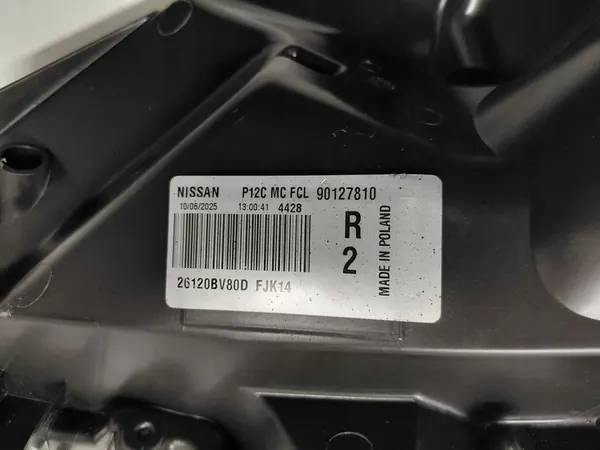 NISSAN P12C MC FCL 90127810
10/06/2025 13:00:41 4428
R
2
MADE IN POLAND
26120BV80D FJK14